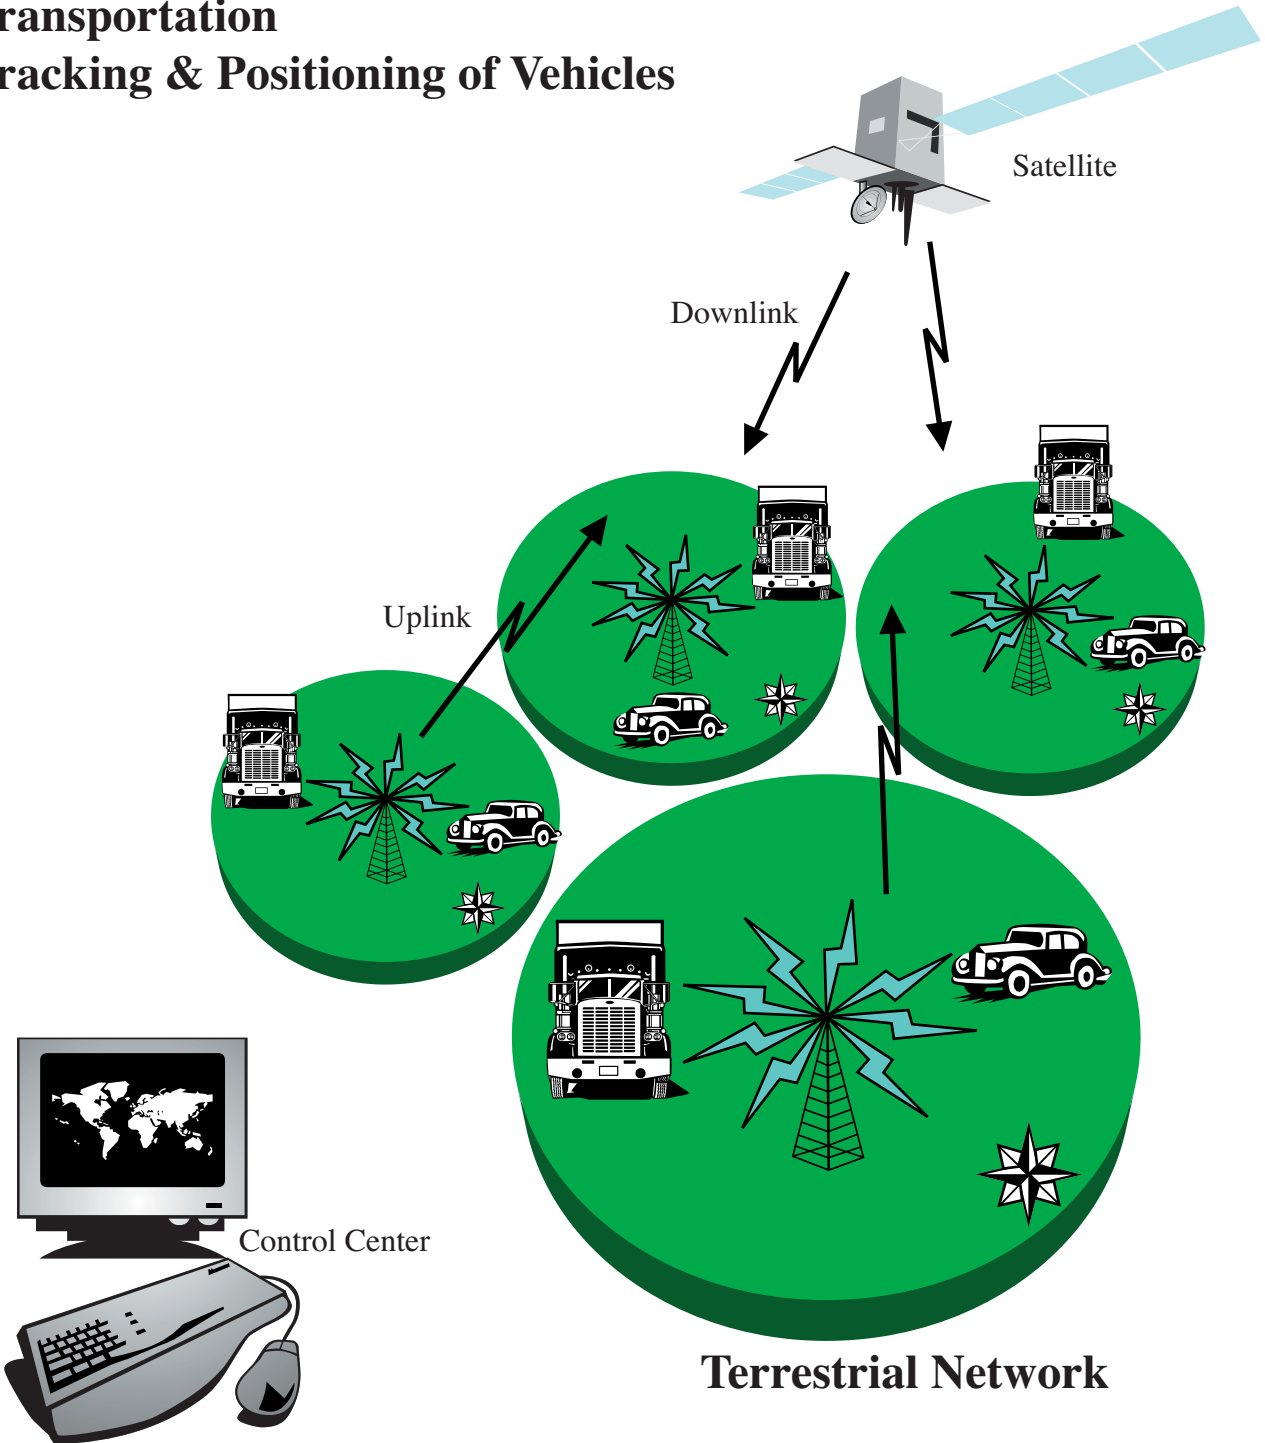 ransportation
racking & Positioning of Vehicles
Satellite
Downlink
Uplink
Control Center
Terrestrial Network